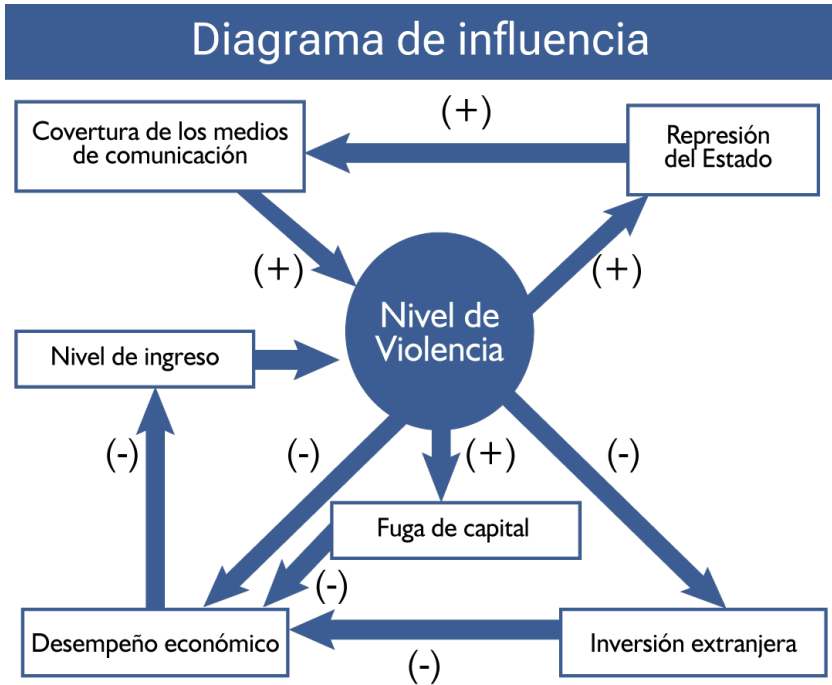 Diagrama de influencia
(+)
Covertura de los medios
de comunicación
Represión
del Estado
(+)
(+)
Nivel de
Violencia
Nivel de ingreso
(-)
(-)
(+)
(-)
Fuga de capital
(-)
Desempeño económico
Inversión extranjera
(-)